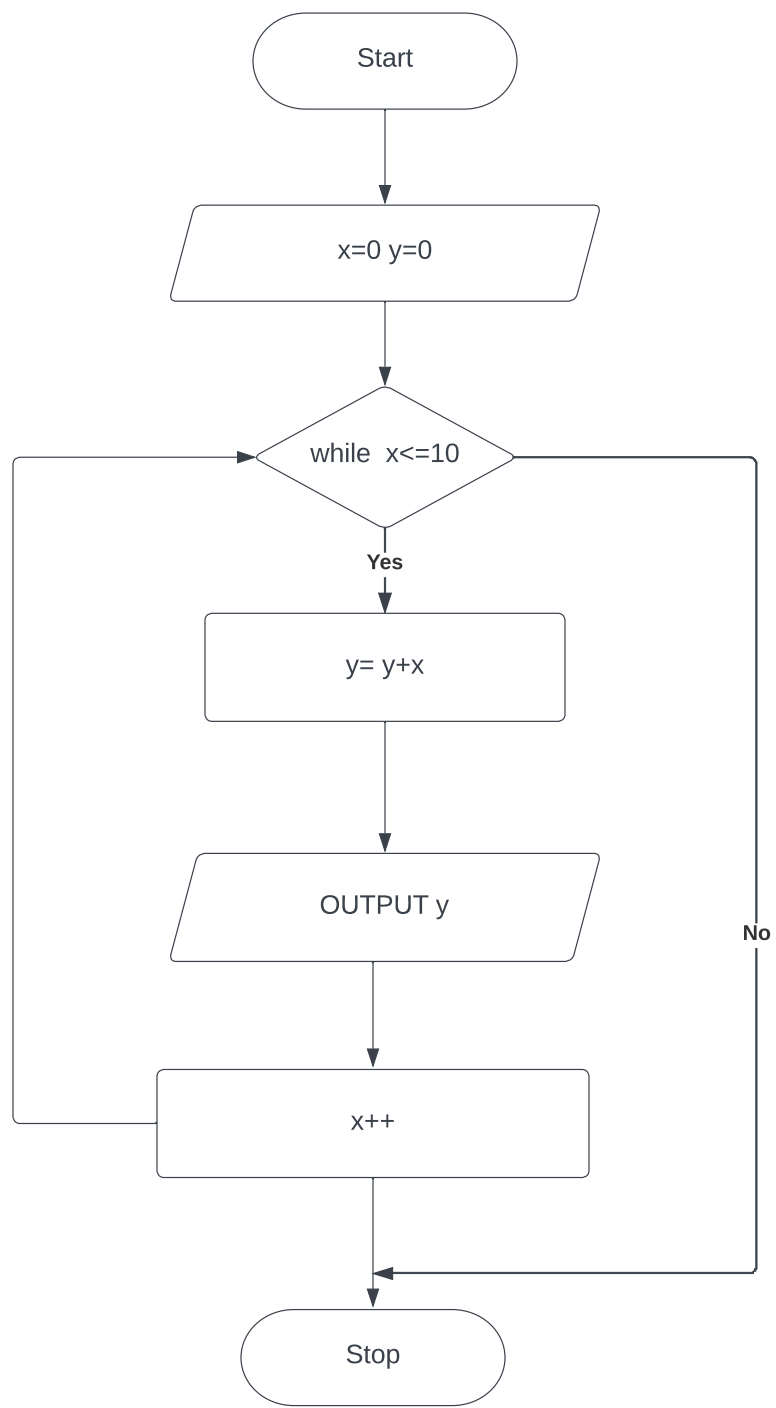 Start
x=0 y=0
while  x<=10
Yes
y= y+x
OUTPUT y
No
x++
Stop